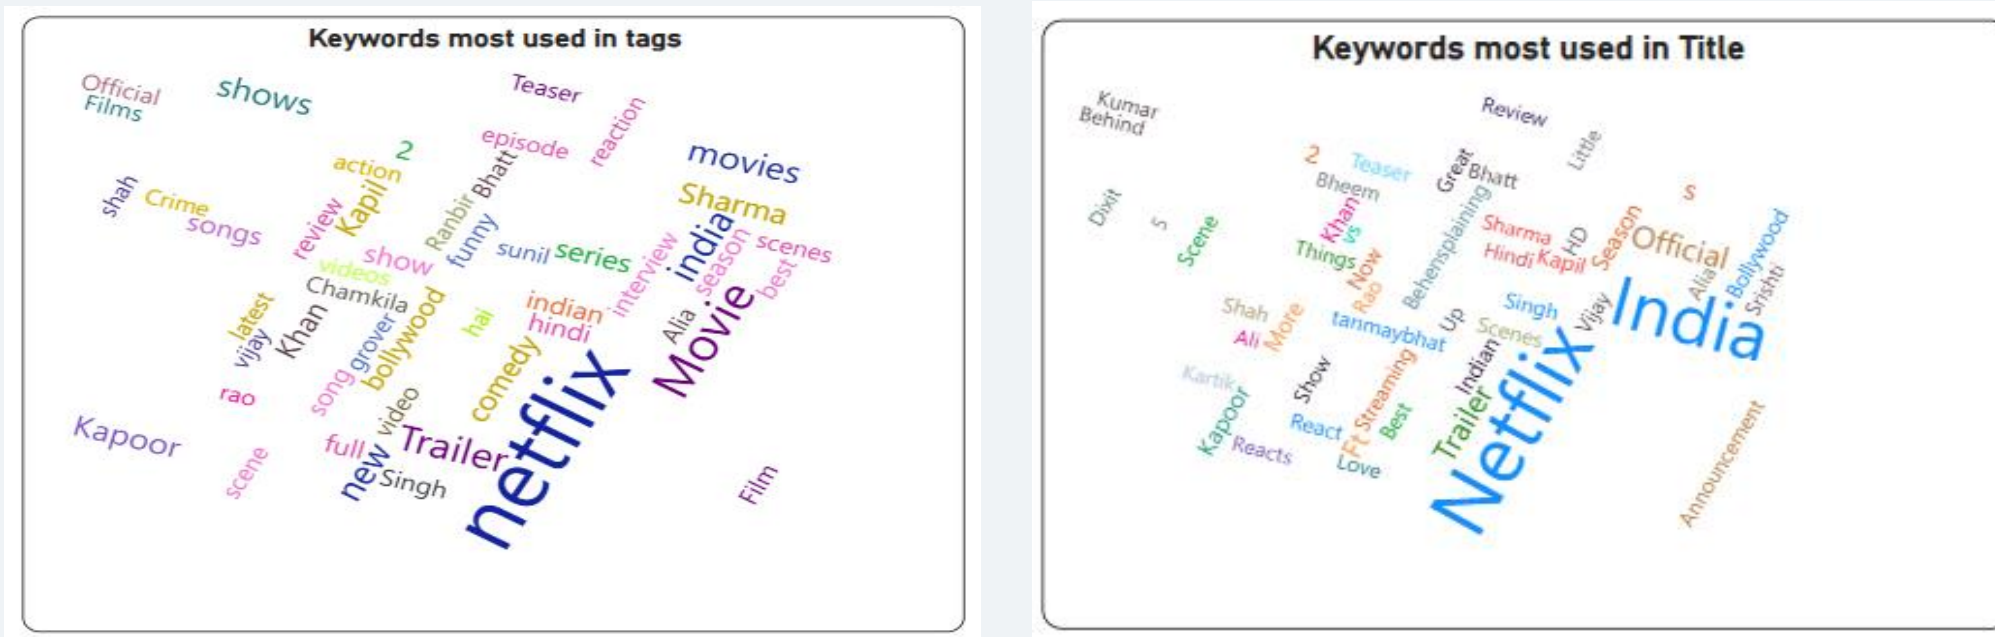 Keywords most used in tags
Official
Films
shows
Teaser
episode
reaction
2
action
Bhatt
movies
shah
Crime
songs
review
Kapil
Ranbir
funny
Sharma
india
show
videos
sunil
series
interview
season
scenes
best
Chamkila
latest
vijay
Khan
grover
bollywood
hai
indian
hindi
Alia
Movie
song
comedy
netflix
rao
video
Kapoor
full
Trailer
scene
new
Singh
Film
Keywords most used in Title
Kumar
Behind
Review
Little
2
Teaser
Great
Bhatt
Bheem
S
Dixit
5
Scene
Khan
vs
Behensplaining
Sharma
HD
Season
Official
Bollywood
Things
Now
Hindi
Kapil
Alia
Srishti
Rao
Shah
Ali
More
tanmaybhat
Up
Singh
Vijay
India
Scenes
Indian
Netflix
Kartik
Show
Streaming
Kapoor
Reacts
React
Ft
Best
Trailer
Love
Announcement